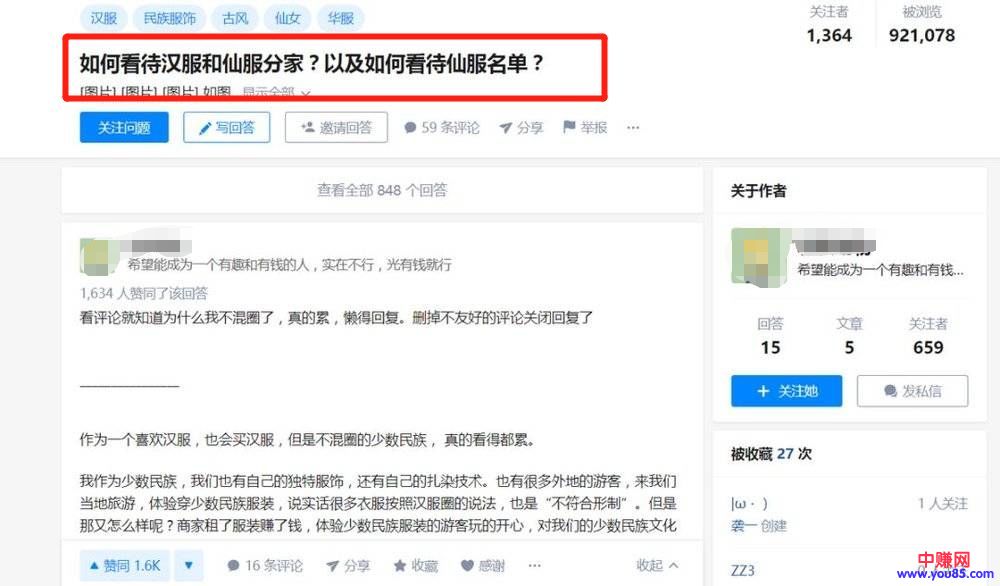 汉服 民族服饰 古风 仙女 华服
关注者 被浏览
1,364 921,078
如何看待汉服和仙服分家？以及如何看待仙服名单？
[图片] [图片] [图片] 如图 显示全部
关注问题 写回答 邀请回答 59 条评论 分享 举报 ...
查看全部 848 个回答
希望能成为一个有趣和有钱的人，实在不行，光有钱就行
1,634 人赞同了该回答
看评论就知道为什么我不混圈了，真的累，懒得回复。删掉不友好的评论关闭回复了
作为一个喜欢汉服，也会买汉服，但是不混圈的少数民族， 真的看得都累。
我作为少数民族，我们也有自己的独特服饰，还有自己的扎染技术。也有很多外地的游客，来我们
当地旅游，体验穿少数民族服装，说实话很多衣服按照汉服圈的说法，也是“不符合形制”。但是
那又怎么样呢？商家租了服装赚了钱，体验少数民族服装的游客玩的开心，对我们的少数民族文化
赞同 1.6K 16 条评论 分享 收藏 感谢 ... 收起
关于作者
希望能成为一个有趣和有钱...
回答 文章 关注者
15 5 659
+ 关注她 发私信
被收藏 27 次
|ω· ) 1 人关注
袭一 创建
ZZ3
中赚网
www.you85.com